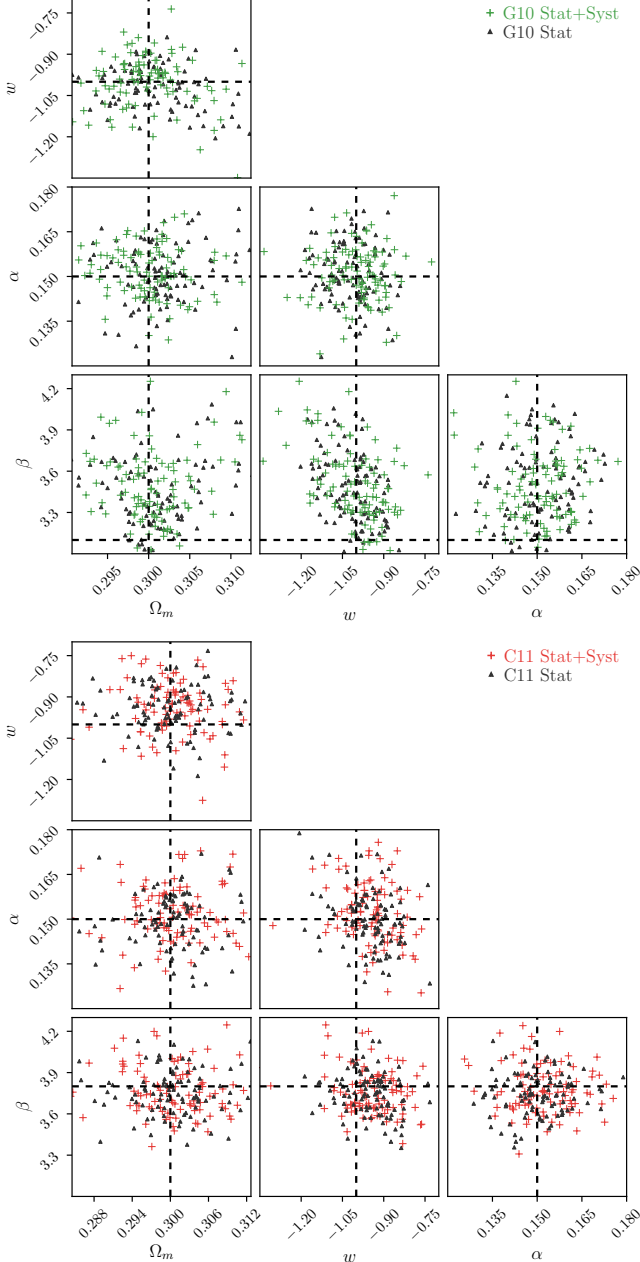 G10 Stat+Syst
G10 Stat
w
−0.75
−0.90
−1.05
−1.20
α
0.180
0.165
0.150
0.135
β
4.2
3.9
3.6
3.3
0.295 0.300 0.305 0.310
−1.20 −1.05 −0.90 −0.75
0.135 0.150 0.165 0.180
Ωm w α
C11 Stat+Syst
C11 Stat
w
−0.75
−0.90
−1.05
−1.20
α
0.180
0.165
0.150
0.135
β
4.2
3.9
3.6
3.3
0.288 0.294 0.300 0.306 0.312
−1.20 −1.05 −0.90 −0.75
0.135 0.150 0.165 0.180
Ωm w α